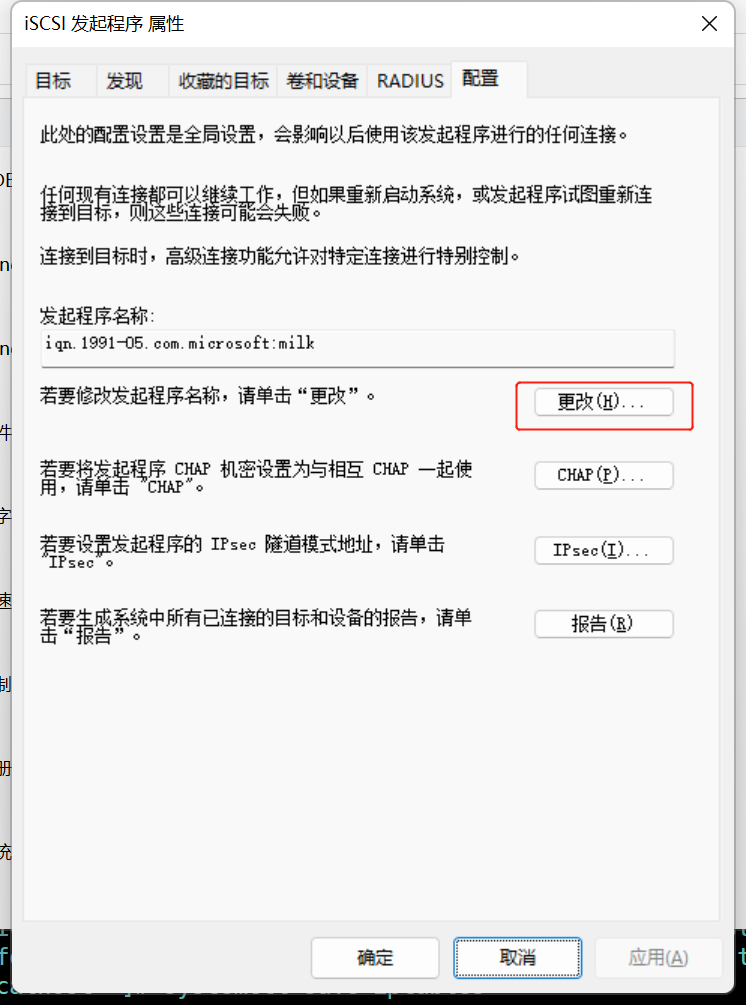 iSCSI 发起程序 属性
目标 发现 收藏的目标 卷和设备 RADIUS 配置
此处的配置设置是全局设置，会影响以后使用该发起程序进行的任何连接。
任何现有连接都可以继续工作，但如果重新启动系统，或发起程序试图重新连
接到目标，则这些连接可能会失败。
连接到目标时，高级连接功能允许对特定连接进行特别控制。
发起程序名称:
iqn.1991-05.com.microsoft:milk
若要修改发起程序名称，请单击“更改”。
更改(H)...
若要将发起程序 CHAP 机密设置为与相互 CHAP 一起使
用，请单击 "CHAP"。
CHAP(P)...
若要设置发起程序的 IPsec 隧道模式地址，请单击
"IPsec"。
IPsec(I)...
若要生成系统中所有已连接的目标和设备的报告，请单
击“报告”。
报告(R)
确定 取消 应用(A)
件
字
速
制
册
充